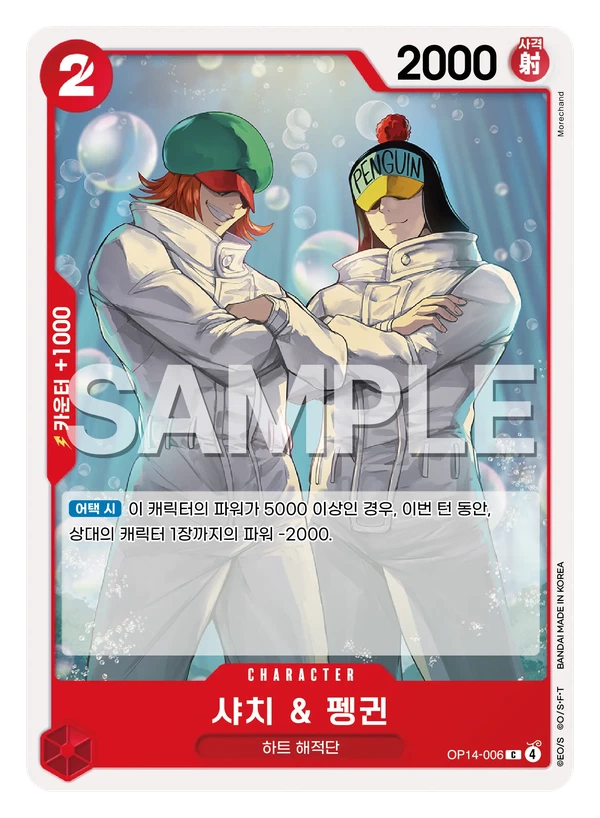 2
2000
사격
射
Morechand
PENGUIN
⚡카운터 +1000
SAMPLE
어택 시 이 캐릭터의 파워가 5000 이상인 경우, 이번 턴 동안,
상대의 캐릭터 1장까지의 파워 -2000.
CHARACTER
샤치 & 펭귄
하트 해적단
OP14-006 C 4
©EO/S ©O/S·F·T BANDAI MADE IN KOREA